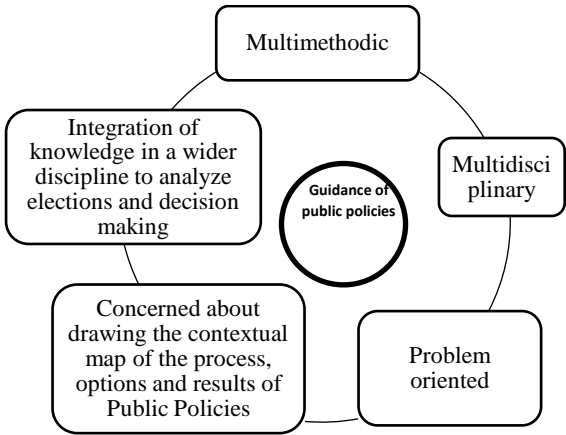 Multimethodic
Integration of
knowledge in a wider
discipline to analyze
elections and decision
making
Guidance of
public policies
Multidisci
plinary
Concerned about
drawing the contextual
map of the process,
options and results of
Public Policies
Problem
oriented